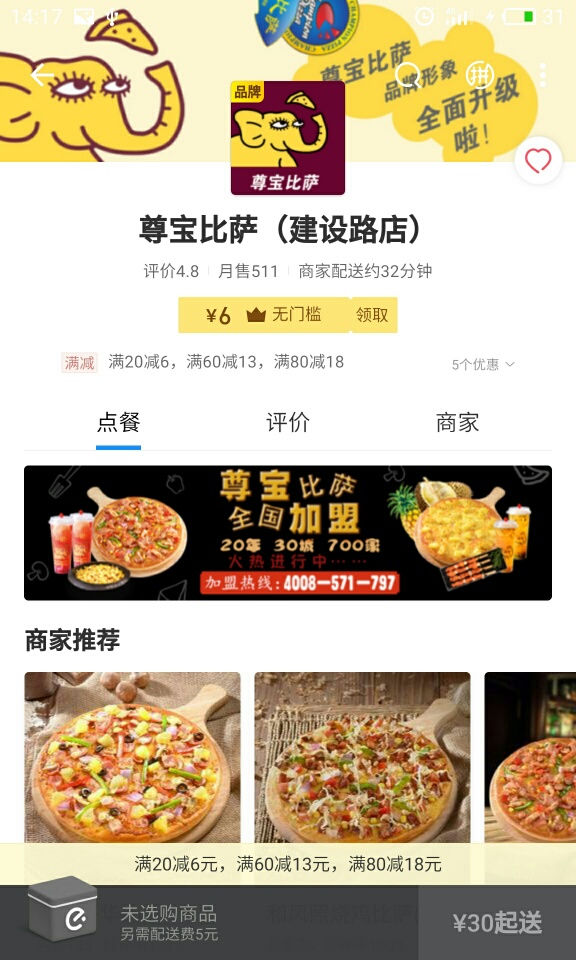 14:17
31
CHAMPION PIZZA
尊宝比萨
品牌形象
全面升级
啦!
拼
品牌
尊宝比萨
尊宝比萨（建设路店）
评价4.8
月售511
商家配送约32分钟
¥6 无门槛 领取
满减 满20减6，满60减13，满80减18
5个优惠
点餐
评价
商家
尊宝比萨
全国加盟
20年 30城 700家
火热进行中……
加盟热线:4008—571—797
商家推荐
满20减6元，满60减13元，满80减18元
未选购商品
另需配送费5元
¥30起送